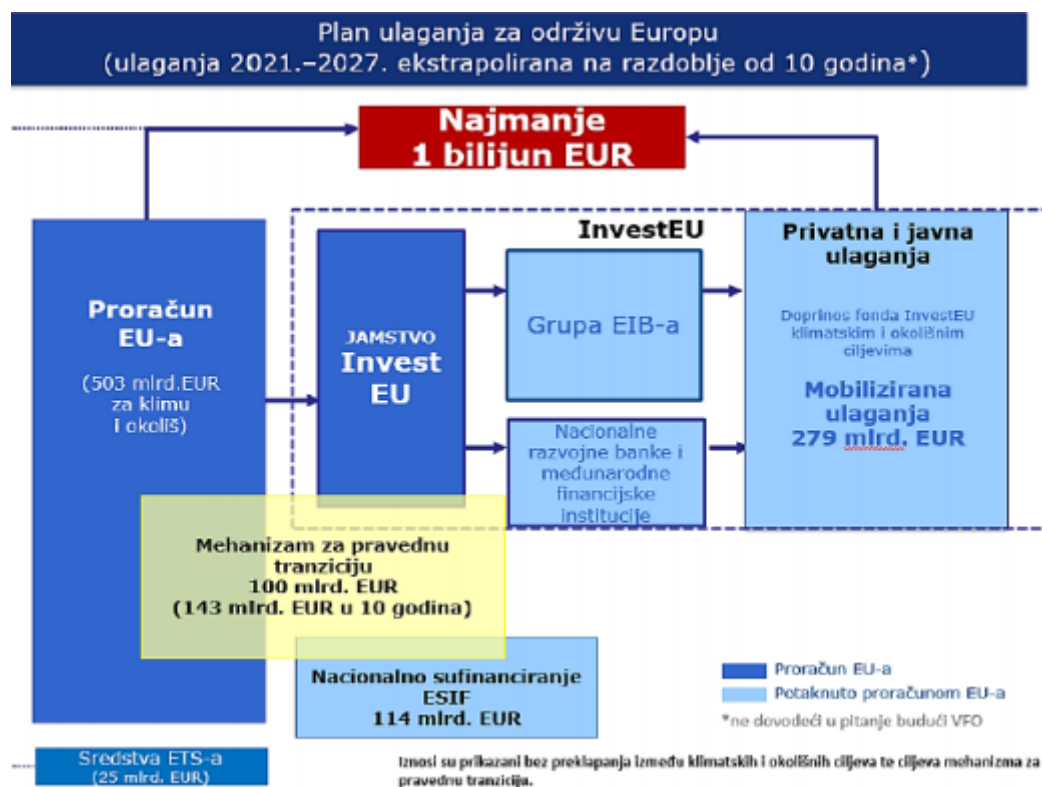 Plan ulaganja za održivu Europu
(ulaganja 2021.–2027. ekstrapolirana na razdoblje od 10 godina*)
Najmanje
1 bilijun EUR
Proračun
EU-a
(503 mlrd.EUR
za klimu
i okoliš)
JAMSTVO
Invest
EU
InvestEU
Grupa EIB-a
Nacionalne
razvojne banke i
međunarodne
financijske
institucije
Privatna i javna
ulaganja
Doprinos fonda InvestEU
klimatskim i okolišnim
ciljevima
Mobilizirana
ulaganja
279 mlrd. EUR
Mehanizam za pravednu
tranziciju
100 mlrd. EUR
(143 mlrd. EUR u 10 godina)
Nacionalno sufinanciranje
ESIF
114 mlrd. EUR
Proračun EU-a
Potaknuto proračunom EU-a
*ne dovodeći u pitanje budući VFO
Sredstva ETS-a
(25 mlrd. EUR)
Iznosi su prikazani bez preklapanja između klimatskih i okolišnih ciljeva te ciljeva mehanizma za
pravednu tranziciju.